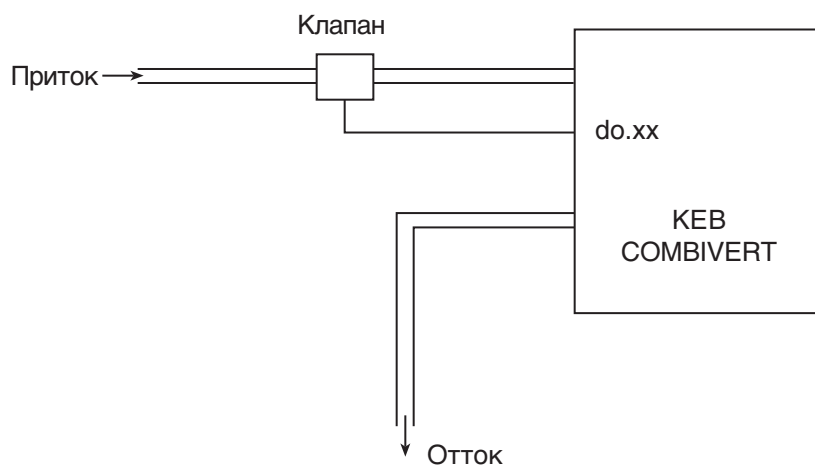 Клапан
Приток
do.xx
KEB
COMBIVERT
Отток